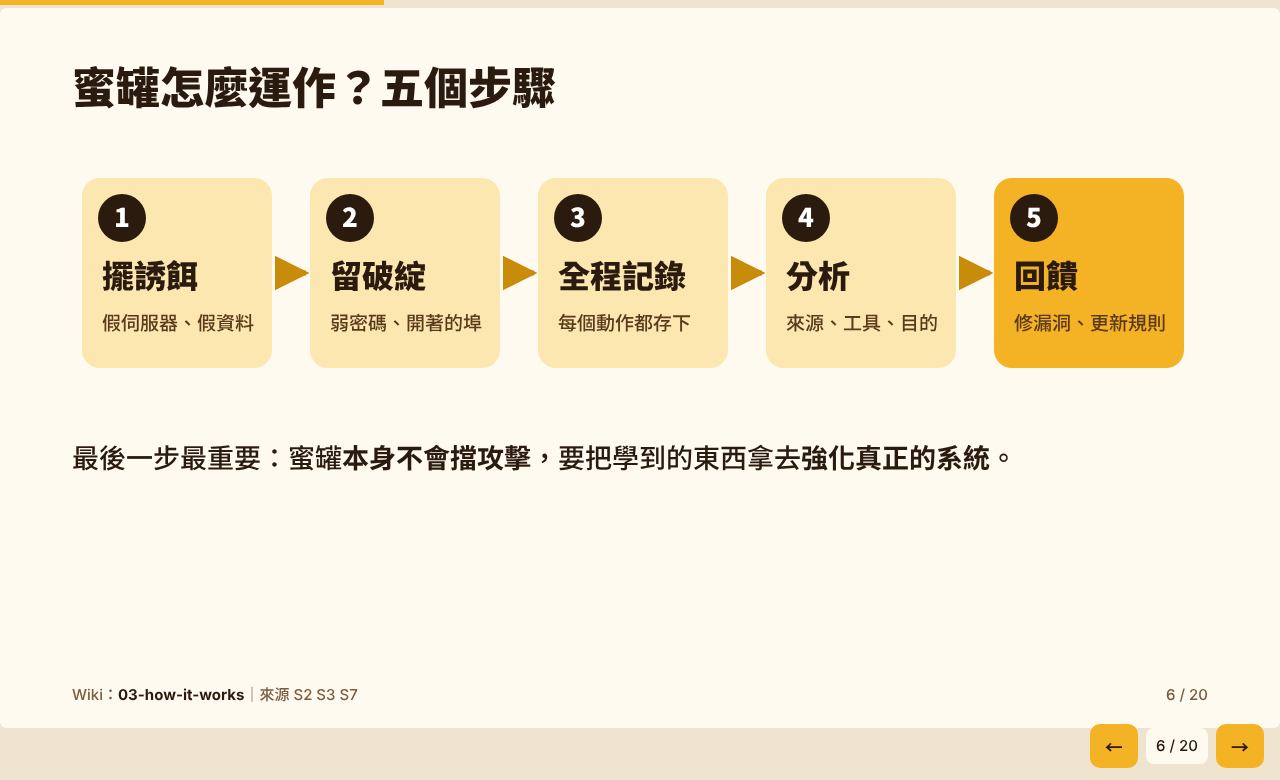 蜜罐怎麼運作？五個步驟
1
擺誘餌
假伺服器、假資料
2
留破綻
弱密碼、開著的埠
3
全程記錄
每個動作都存下
4
分析
來源、工具、目的
5
回饋
修漏洞、更新規則
最後一步最重要：蜜罐本身不會擋攻擊，要把學到的東西拿去強化真正的系統。
Wiki：03-how-it-works｜來源 S2 S3 S7
6 / 20
← 6 / 20 →